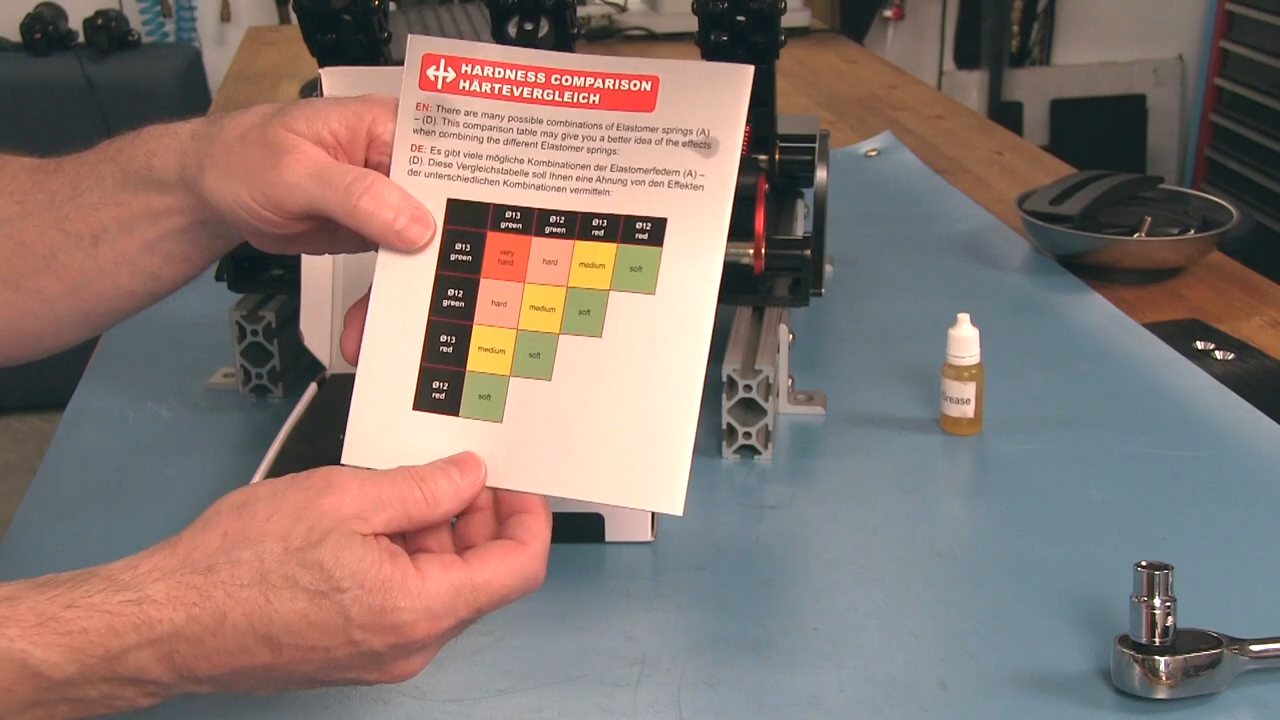 HARDNESS COMPARISON
HÄRTEVERGLEICH
EN: There are many possible combinations of Elastomer springs (A)
– (D). This comparison table may give you a better idea of the effects
when combining the different Elastomer springs:
DE: Es gibt viele mögliche Kombinationen der Elastomerfedern (A) –
(D). Diese Vergleichstabelle soll Ihnen eine Ahnung von den Effekten
der unterschiedlichen Kombinationen vermitteln:
Ø13 green Ø12 green Ø13 red Ø12 red
Ø13 green very hard hard medium soft
Ø12 green hard medium soft
Ø13 red medium soft
Ø12 red soft
Grease